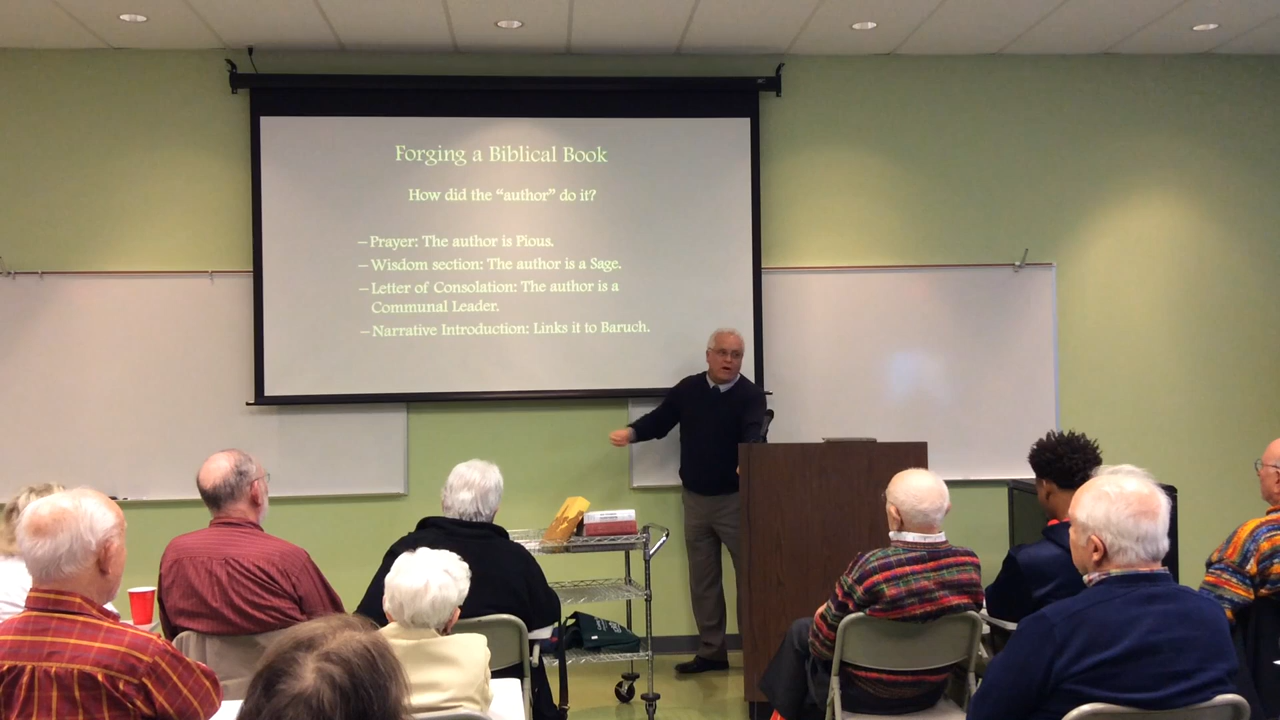 Forging a Biblical Book
How did the “author” do it?
– Prayer: The author is Pious.
– Wisdom section: The author is a Sage.
– Letter of Consolation: The author is a
Communal Leader.
– Narrative Introduction: Links it to Baruch.